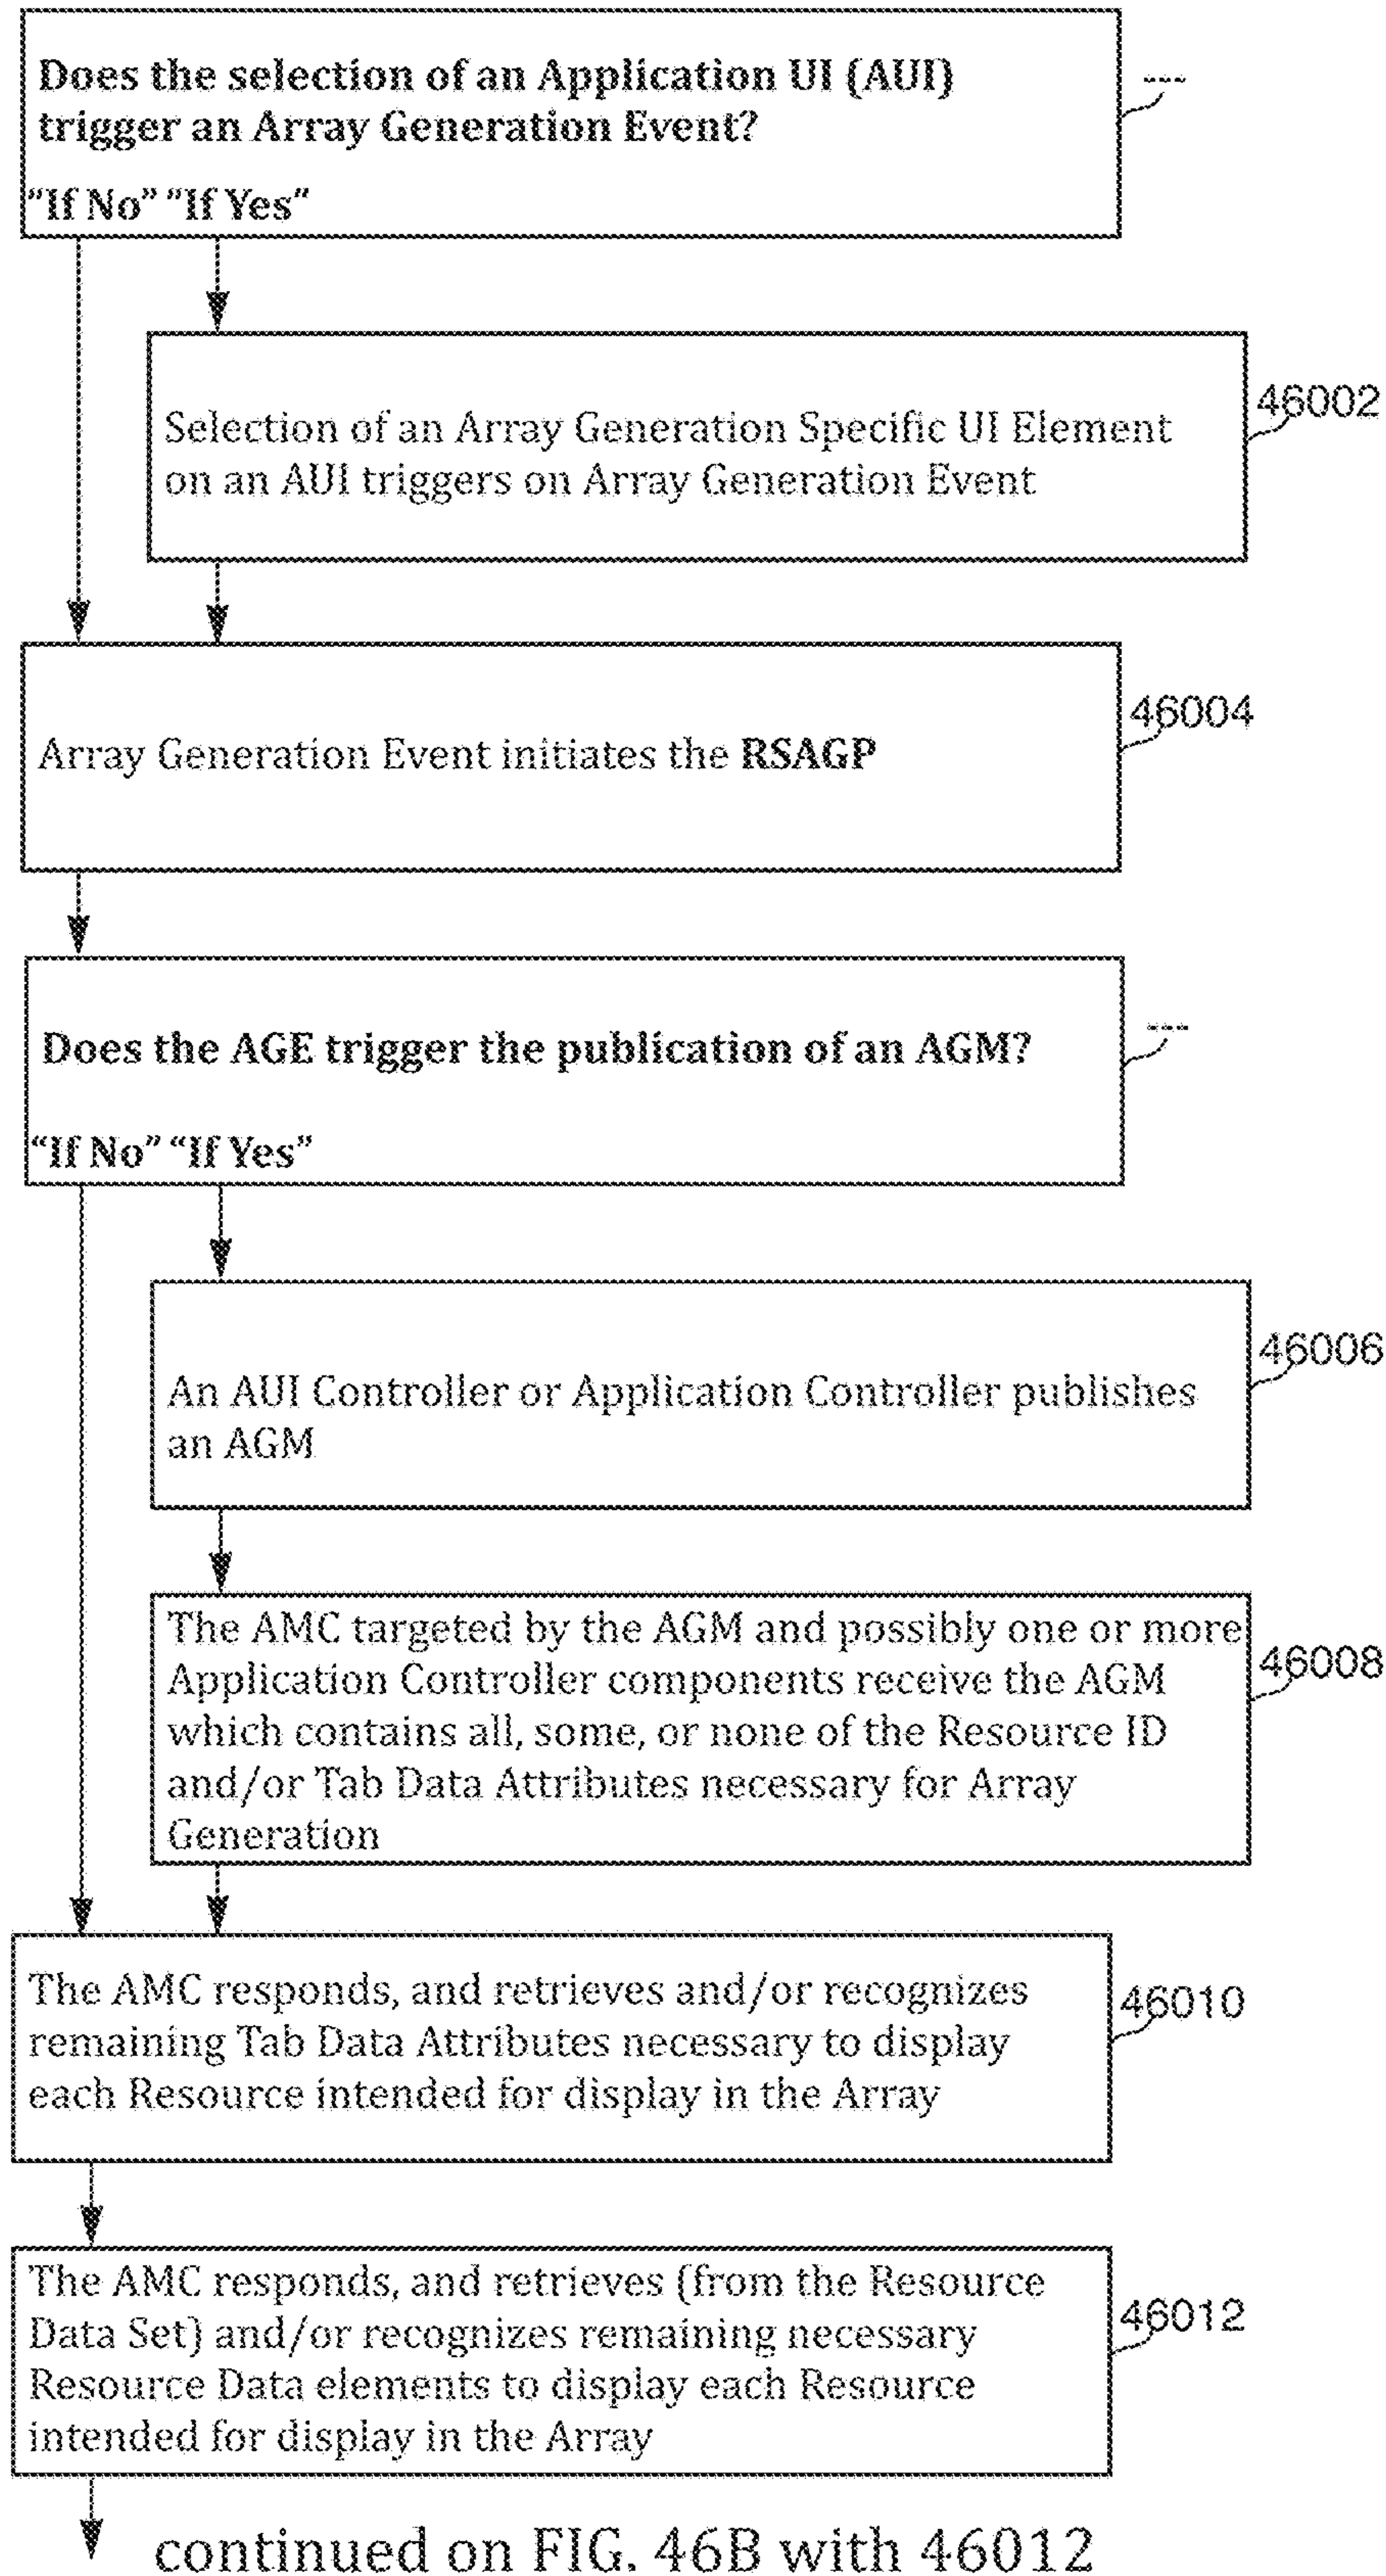 Does the selection of an Application UI (AUI)
trigger an Array Generation Event?
---
"If No" "If Yes"
Selection of an Array Generation Specific UI Element
on an AUI triggers on Array Generation Event
46002
Array Generation Event initiates the RSAGP
46004
Does the AGE trigger the publication of an AGM?
---
“If No” “If Yes”
An AUI Controller or Application Controller publishes
an AGM
46006
The AMC targeted by the AGM and possibly one or more
Application Controller components receive the AGM
which contains all, some, or none of the Resource ID
and/or Tab Data Attributes necessary for Array
Generation
46008
The AMC responds, and retrieves and/or recognizes
remaining Tab Data Attributes necessary to display
each Resource intended for display in the Array
46010
The AMC responds, and retrieves (from the Resource
Data Set) and/or recognizes remaining necessary
Resource Data elements to display each Resource
intended for display in the Array
46012
continued on FIG. 46B with 46012